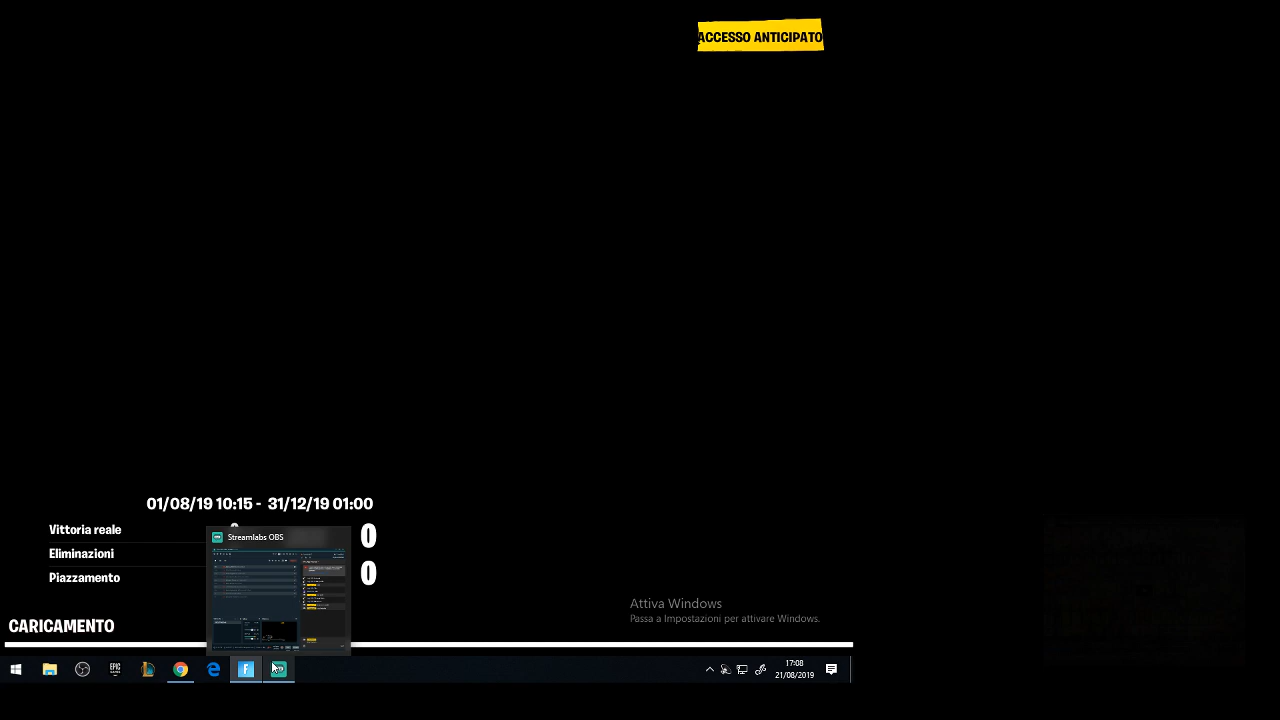 ACCESSO ANTICIPATO
01/08/19 10:15 - 31/12/19 01:00
Vittoria reale
0
Eliminazioni
Piazzamento
0
Streamlabs OBS
CARICAMENTO
Attiva Windows
Passa a Impostazioni per attivare Windows.
EPIC
17:08
21/08/2019